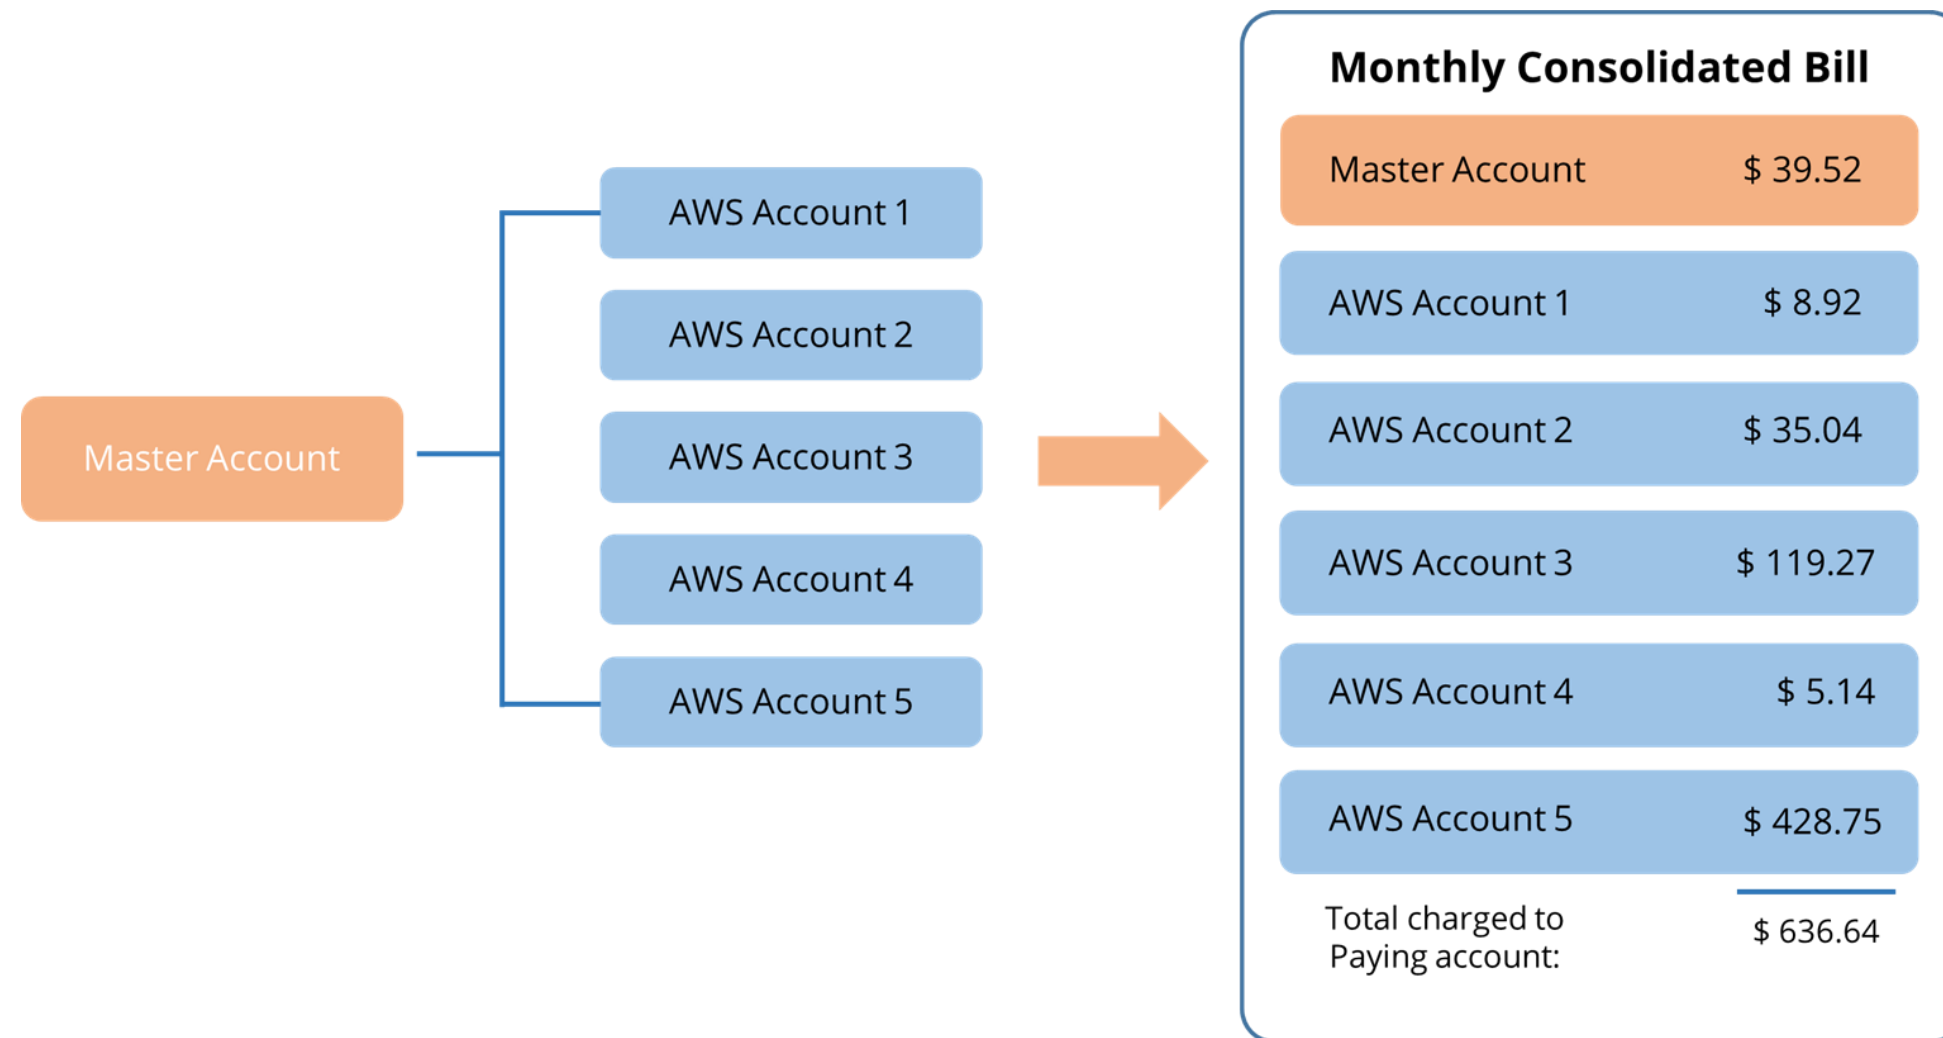 Master Account
AWS Account 1
AWS Account 2
AWS Account 3
AWS Account 4
AWS Account 5
Monthly Consolidated Bill
Master Account $ 39.52
AWS Account 1 $ 8.92
AWS Account 2 $ 35.04
AWS Account 3 $ 119.27
AWS Account 4 $ 5.14
AWS Account 5 $ 428.75
Total charged to
Paying account: $ 636.64